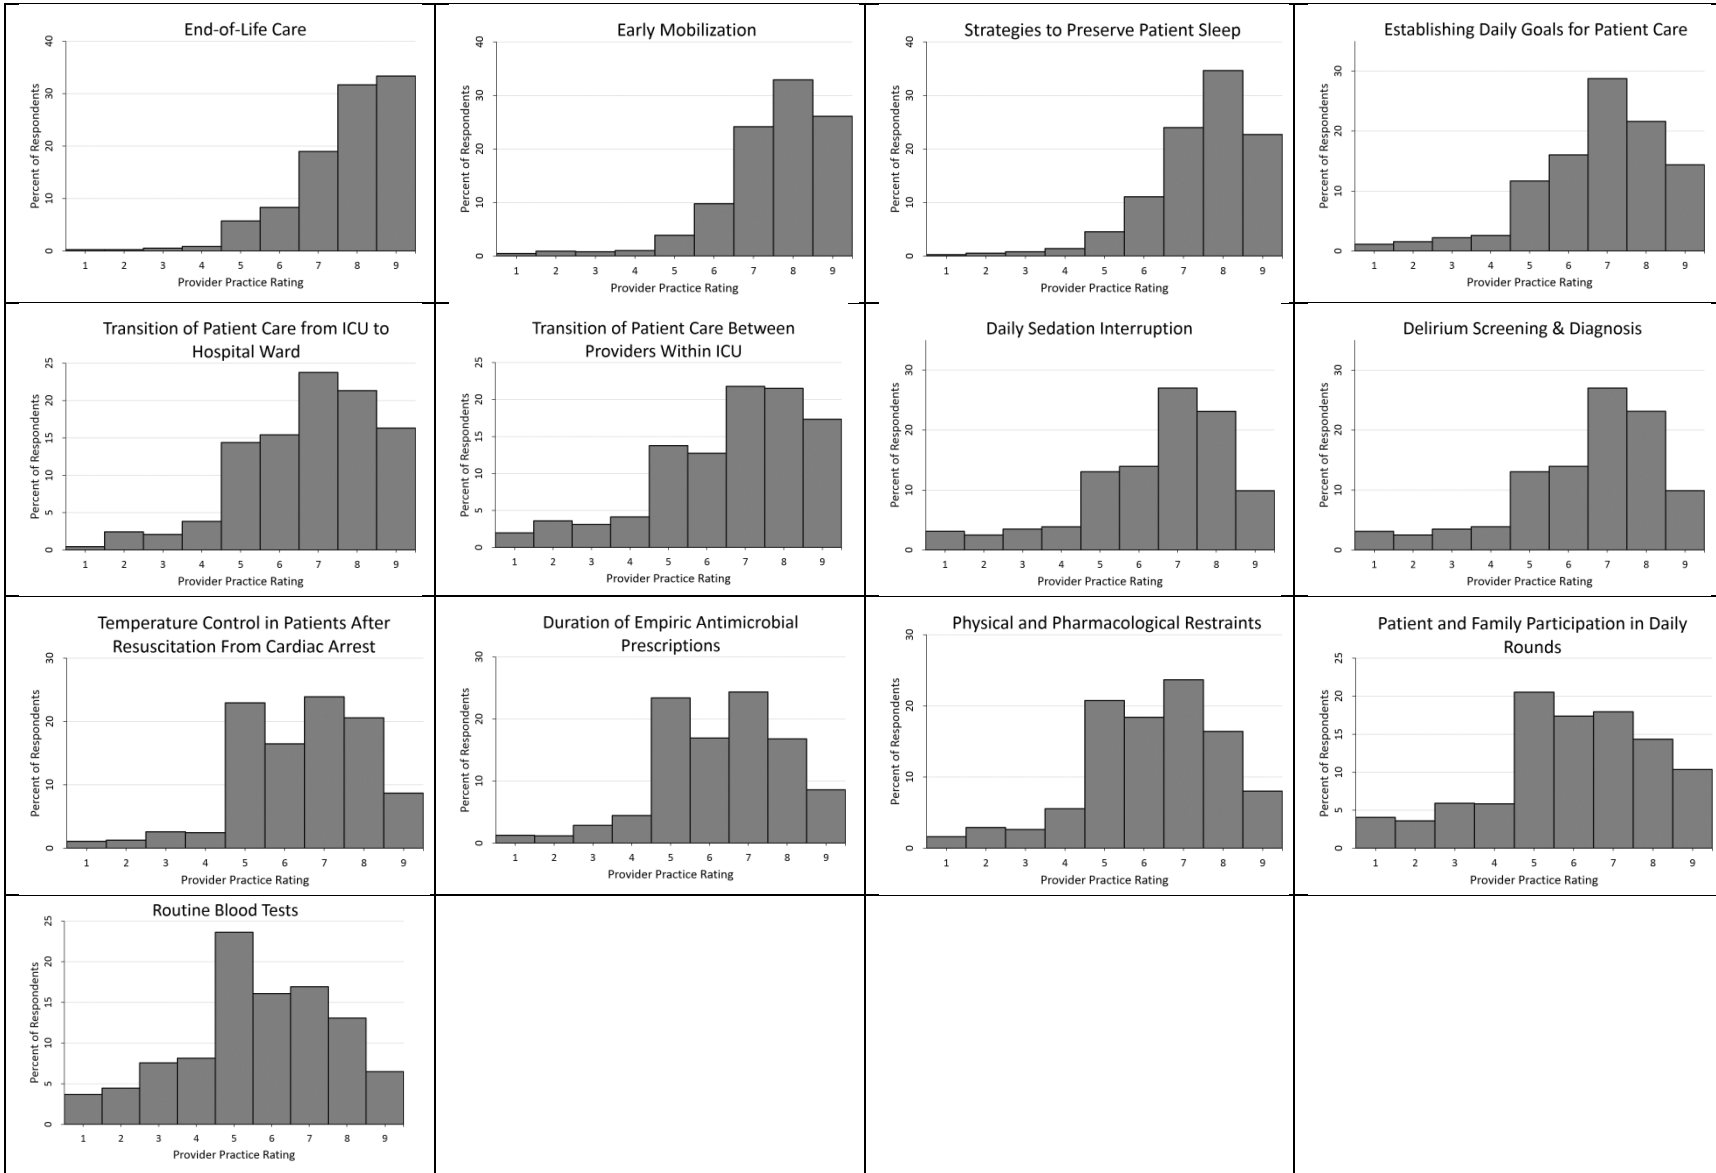 End-of-Life Care
Percent of Respondents
40
30
20
10
0
1 2 3 4 5 6 7 8 9
Provider Practice Rating
Early Mobilization
Percent of Respondents
40
30
20
10
0
1 2 3 4 5 6 7 8 9
Provider Practice Rating
Strategies to Preserve Patient Sleep
Percent of Respondents
40
30
20
10
0
1 2 3 4 5 6 7 8 9
Provider Practice Rating
Establishing Daily Goals for Patient Care
Percent of Respondents
30
20
10
0
1 2 3 4 5 6 7 8 9
Provider Practice Rating
Transition of Patient Care from ICU to
Hospital Ward
Percent of Respondents
25
20
15
10
5
0
1 2 3 4 5 6 7 8 9
Provider Practice Rating
Transition of Patient Care Between
Providers Within ICU
Percent of Respondents
25
20
15
10
5
0
1 2 3 4 5 6 7 8 9
Provider Practice Rating
Daily Sedation Interruption
Percent of Respondents
30
20
10
0
1 2 3 4 5 6 7 8 9
Provider Practice Rating
Delirium Screening & Diagnosis
Percent of Respondents
30
20
10
0
1 2 3 4 5 6 7 8 9
Provider Practice Rating
Temperature Control in Patients After
Resuscitation From Cardiac Arrest
Percent of Respondents
30
20
10
0
1 2 3 4 5 6 7 8 9
Provider Practice Rating
Duration of Empiric Antimicrobial
Prescriptions
Percent of Respondents
30
20
10
0
1 2 3 4 5 6 7 8 9
Provider Practice Rating
Physical and Pharmacological Restraints
Percent of Respondents
30
20
10
0
1 2 3 4 5 6 7 8 9
Provider Practice Rating
Patient and Family Participation in Daily
Rounds
Percent of Respondents
25
20
15
10
5
0
1 2 3 4 5 6 7 8 9
Provider Practice Rating
Routine Blood Tests
Percent of Respondents
25
20
15
10
5
0
1 2 3 4 5 6 7 8 9
Provider Practice Rating